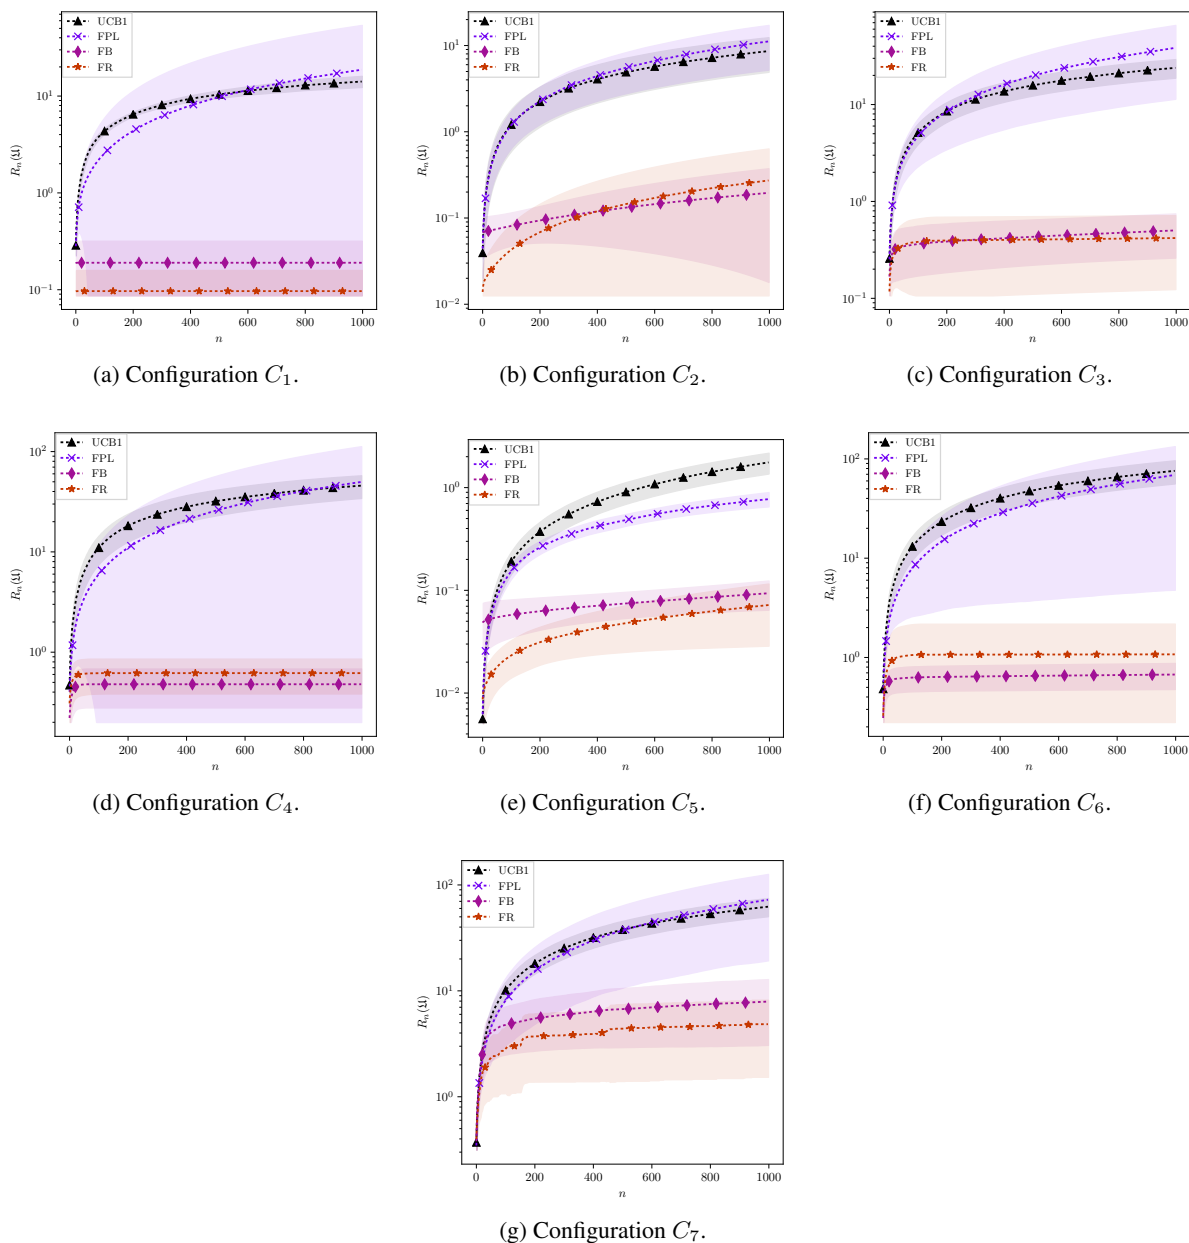 UCB1
FPL
FB
FR
10^1
10^0
10^{-1}
R_n(𝔄)
0 200 400 600 800 1000
n
(a) Configuration C_1.
UCB1
FPL
FB
FR
10^1
10^0
10^{-1}
10^{-2}
R_n(𝔄)
0 200 400 600 800 1000
n
(b) Configuration C_2.
UCB1
FPL
FB
FR
10^1
10^0
10^{-1}
R_n(𝔄)
0 200 400 600 800 1000
n
(c) Configuration C_3.
UCB1
FPL
FB
FR
10^2
10^1
10^0
R_n(𝔄)
0 200 400 600 800 1000
n
(d) Configuration C_4.
UCB1
FPL
FB
FR
10^0
10^{-1}
10^{-2}
R_n(𝔄)
0 200 400 600 800 1000
n
(e) Configuration C_5.
UCB1
FPL
FB
FR
10^2
10^1
10^0
R_n(𝔄)
0 200 400 600 800 1000
n
(f) Configuration C_6.
UCB1
FPL
FB
FR
10^2
10^1
10^0
R_n(𝔄)
0 200 400 600 800 1000
n
(g) Configuration C_7.